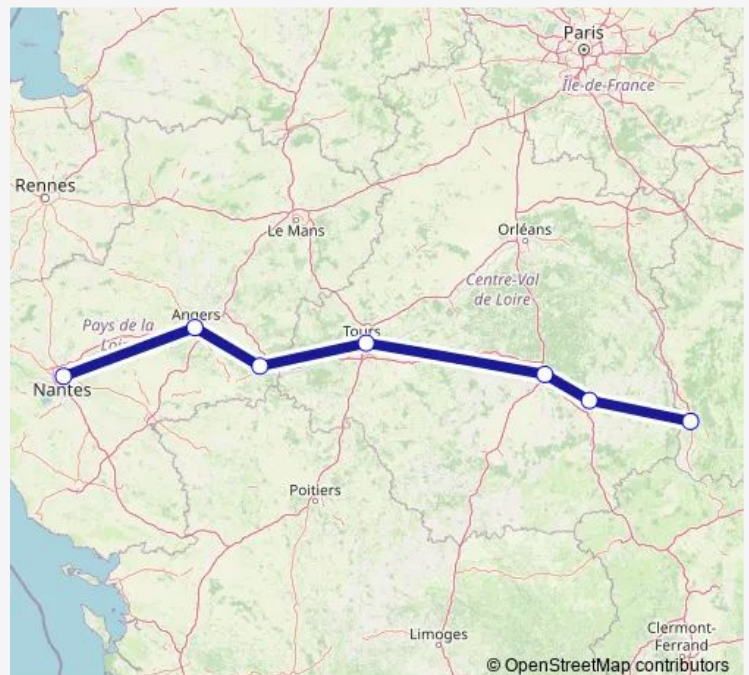 Paris
Île-de-France
Rennes
Le Mans
Orléans
Centre-Val
de Loire
Angers
Pays de la
Tours
Nantes
Poitiers
Limoges
Clermont-
Ferrand
© OpenStreetMap contributors